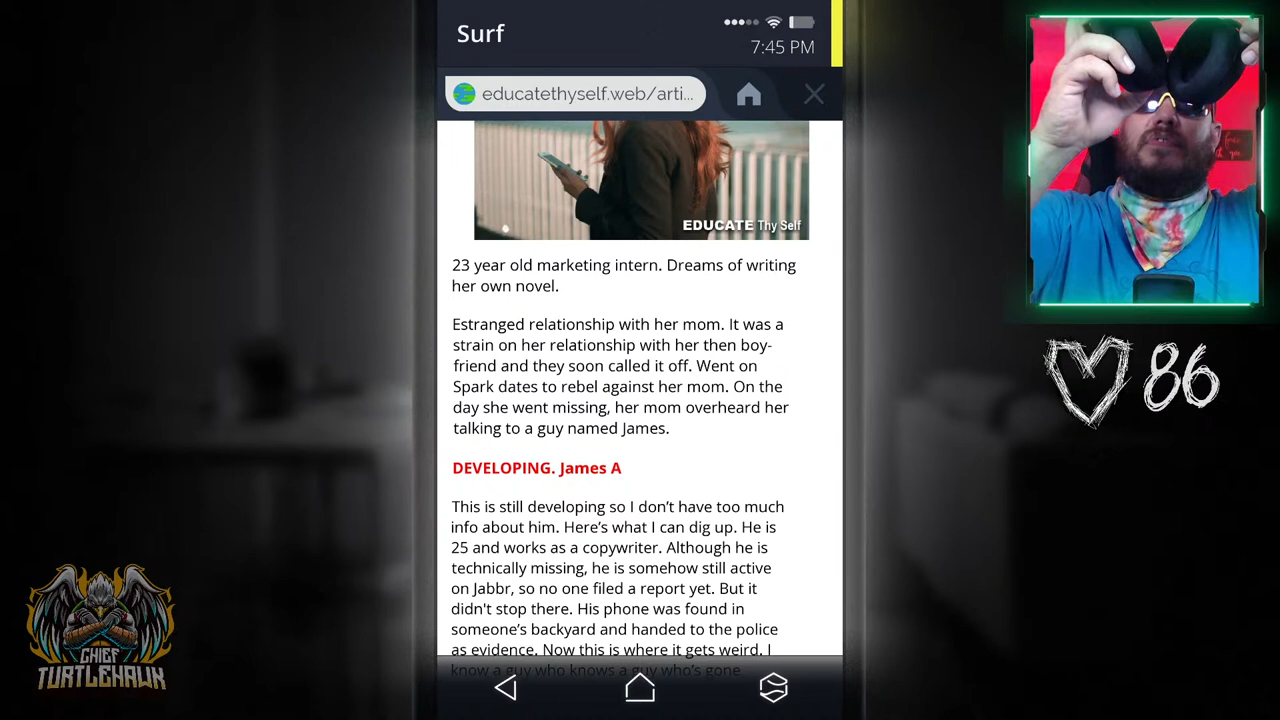 Surf
7:45 PM
educatethyself.web/arti...
EDUCATE Thy Self
23 year old marketing intern. Dreams of writing
her own novel.
Estranged relationship with her mom. It was a
strain on her relationship with her then boy-
friend and they soon called it off. Went on
Spark dates to rebel against her mom. On the
day she went missing, her mom overheard her
talking to a guy named James.
DEVELOPING. James A
This is still developing so I don't have too much
info about him. Here's what I can dig up. He is
25 and works as a copywriter. Although he is
technically missing, he is somehow still active
on Jabbr, so no one filed a report yet. But it
didn't stop there. His phone was found in
someone's backyard and handed to the police
as evidence. Now this is where it gets weird. I
know a guy who knows a guy who's gone
86
CHIEF
TURTLEHAWK